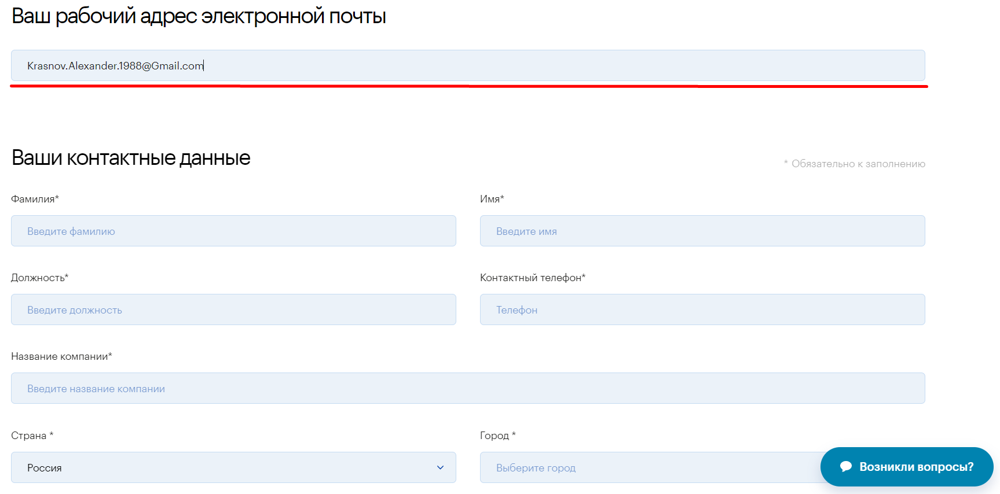 Ваш рабочий адрес электронной почты
Krasnov.Alexander.1988@Gmail.com
Ваши контактные данные
* Обязательно к заполнению
Фамилия* Имя*
Введите фамилию Введите имя
Должность* Контактный телефон*
Введите должность Телефон
Название компании*
Введите название компании
Страна * Город *
Россия Выберите город
Возникли вопросы?